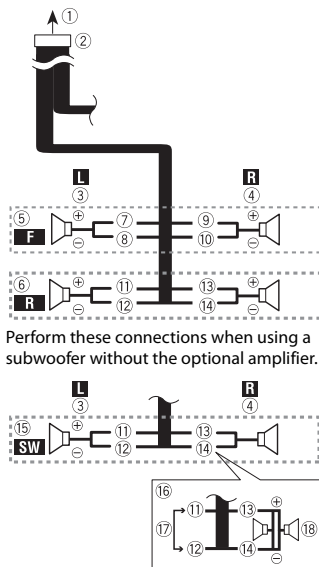 ①
②
L R
③ ④
⑤ ⊕ ⑦ ⑨ ⊕
F ⊖ ⑧ ⑩ ⊖
⑥ ⊕ ⑪ ⑬ ⊕
R ⊖ ⑫ ⑭ ⊖
Perform these connections when using a
subwoofer without the optional amplifier.
L R
③ ④
⑮ ⊕ ⑪ ⑬ ⊕
SW ⊖ ⑫ ⑭ ⊖
⑯ ⊕
⑪ ⑬
⑰ ⑱
⑫ ⑭
⊖